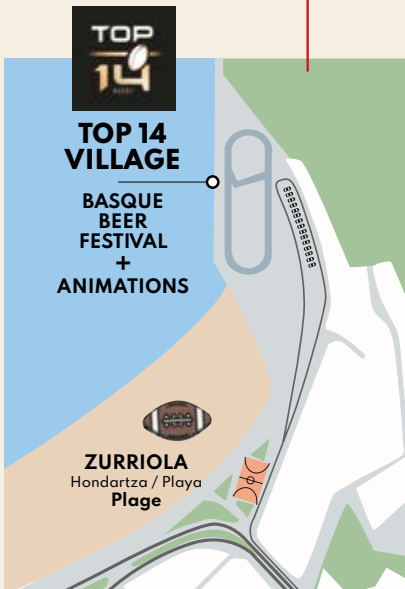 TOP
14
TOP 14
VILLAGE
BASQUE
BEER
FESTIVAL
+
ANIMATIONS
ZURRIOLA
Hondartza / Playa
Plage